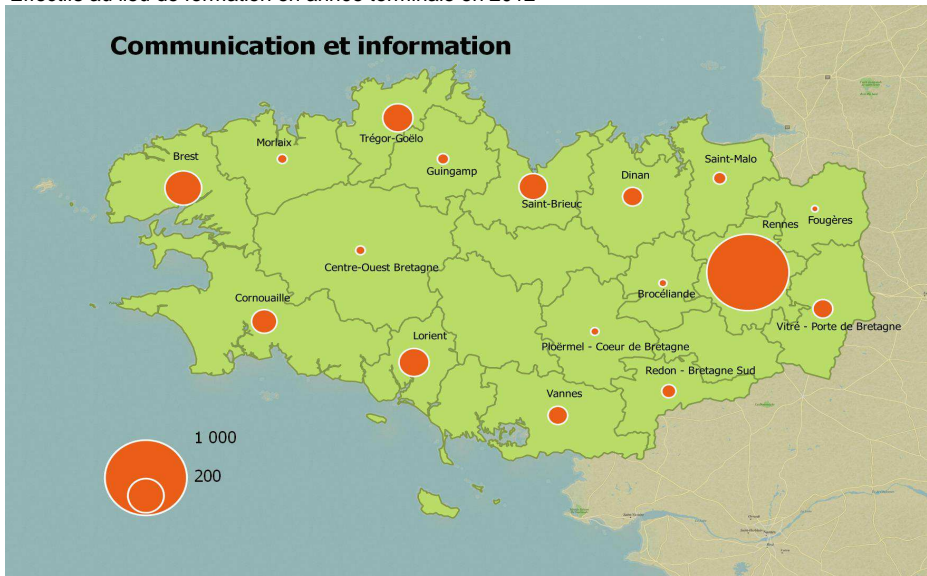 Effectifs au lieu de formation en année terminale en 2012
Communication et information
Trégor-Goëlo
Morlaix
Brest
Guingamp
Saint-Malo
Dinan
Saint-Brieuc
Fougères
Rennes
Centre-Ouest Bretagne
Brocéliande
Cornouaille
Vitré - Porte de Bretagne
Lorient
Ploërmel - Coeur de Bretagne
Redon - Bretagne Sud
Vannes
1 000
200